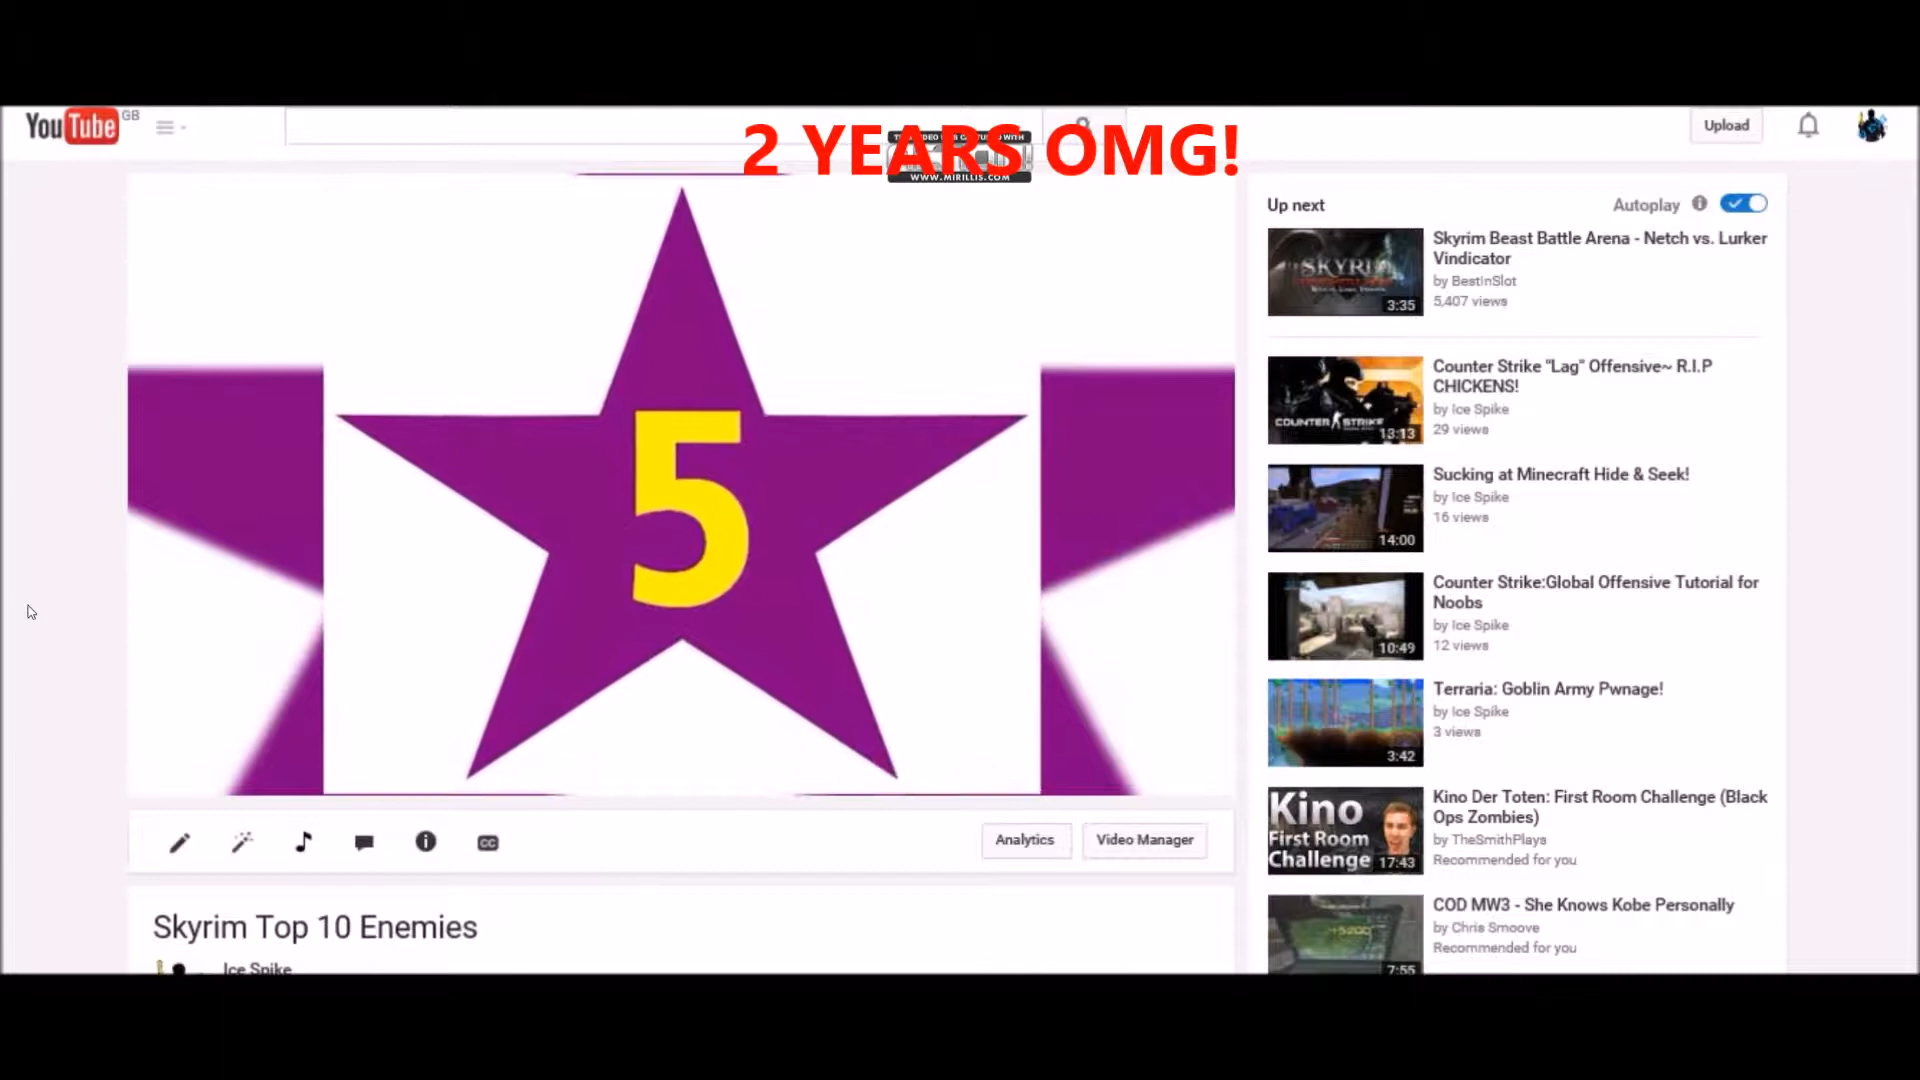 YouTube GB
Upload
2 YEARS OMG!
WWW.MIRILLIS.COM
5
Up next
Autoplay
Skyrim Beast Battle Arena - Netch vs. Lurker
Vindicator
by BestInSlot
5,407 views
SKYRIM
3:35
Counter Strike "Lag" Offensive~ R.I.P
CHICKENS!
by Ice Spike
29 views
COUNTER STRIKE
13:13
Sucking at Minecraft Hide & Seek!
by Ice Spike
16 views
14:00
Counter Strike:Global Offensive Tutorial for
Noobs
by Ice Spike
12 views
10:49
Terraria: Goblin Army Pwnage!
by Ice Spike
3 views
3:42
Kino
First Room
Challenge
17:43
Kino Der Toten: First Room Challenge (Black
Ops Zombies)
by TheSmithPlays
Recommended for you
COD MW3 - She Knows Kobe Personally
by Chris Smoove
Recommended for you
7:55
CC
Analytics
Video Manager
Skyrim Top 10 Enemies
Ice Spike